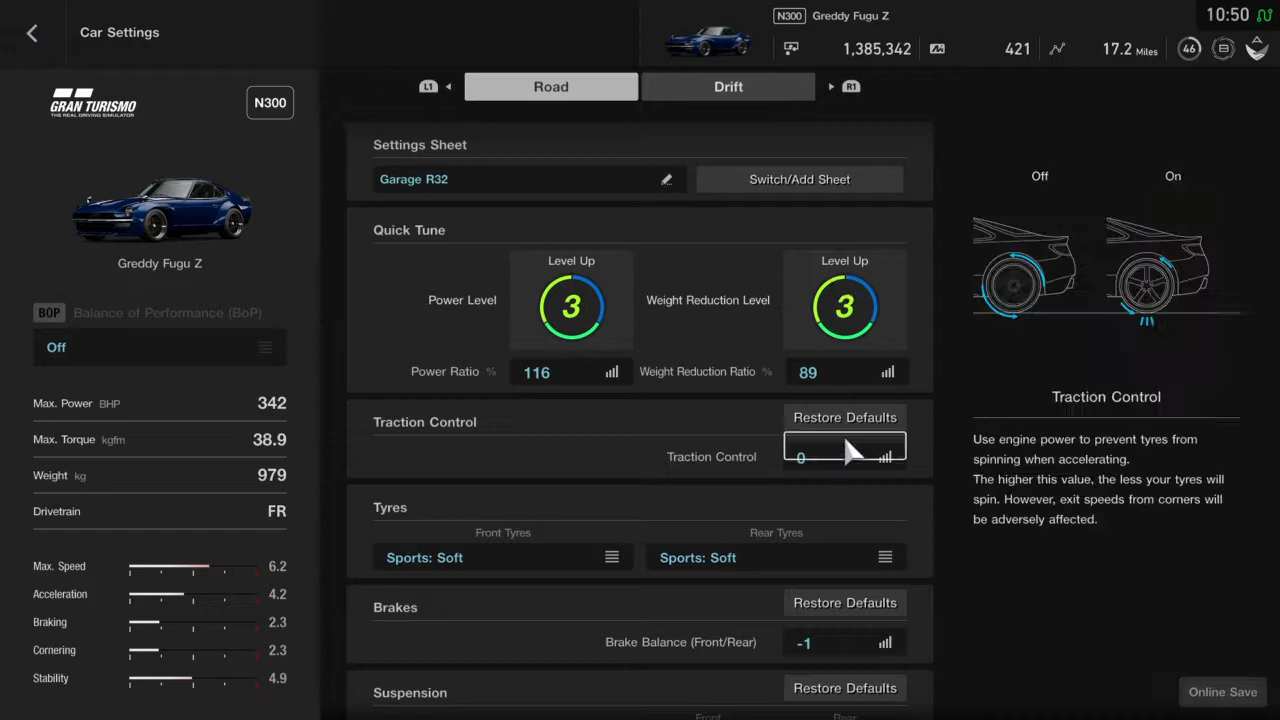 Car Settings
N300 Greddy Fugu Z
1,385,342 421 17.2 Miles 46
10:50
L1 Road Drift R1
GRAN TURISMO
THE REAL DRIVING SIMULATOR
N300
Greddy Fugu Z
BOP Balance of Performance (BoP)
Off
Max. Power BHP 342
Max. Torque kgfm 38.9
Weight kg 979
Drivetrain FR
Max. Speed 6.2
Acceleration 4.2
Braking 2.3
Cornering 2.3
Stability 4.9
Settings Sheet
Garage R32 Switch/Add Sheet
Quick Tune
Level Up Level Up
Power Level 3 Weight Reduction Level 3
Power Ratio % 116 Weight Reduction Ratio % 89
Traction Control Restore Defaults
Traction Control 0
Tyres
Front Tyres Rear Tyres
Sports: Soft Sports: Soft
Brakes Restore Defaults
Brake Balance (Front/Rear) -1
Suspension Restore Defaults
Front Rear
Off On
Traction Control
Use engine power to prevent tyres from
spinning when accelerating.
The higher this value, the less your tyres will
spin. However, exit speeds from corners will
be adversely affected.
Online Save